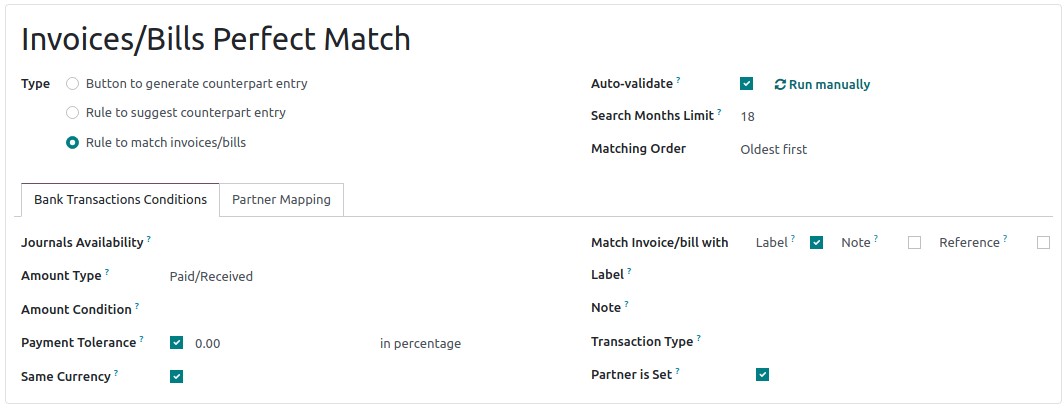 Invoices/Bills Perfect Match
Type Button to generate counterpart entry
Rule to suggest counterpart entry
Rule to match invoices/bills
Auto-validate ? Run manually
Search Months Limit ? 18
Matching Order Oldest first
Bank Transactions Conditions Partner Mapping
Journals Availability ?
Amount Type ? Paid/Received
Amount Condition ?
Payment Tolerance ? 0.00 in percentage
Same Currency ?
Match Invoice/bill with Label ? Note ? Reference ?
Label ?
Note ?
Transaction Type ?
Partner is Set ?